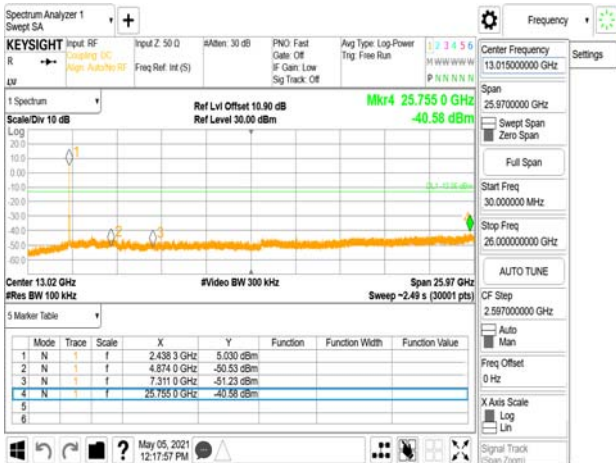 Spectrum Analyzer 1
Swept SA
Frequency
KEYSIGHT
Input: RF
Coupling: DC
Align: Auto/No RF
Input Z: 50 Ω
Freq Ref: Int (S)
#Atten: 30 dB
PNO: Fast
Gate: Off
IF Gain: Low
Sig Track: Off
Avg Type: Log-Power
Trig: Free Run
1 2 3 4 5 6
M W W W W W
P N N N N N
R
Center Frequency
13.015000000 GHz
Settings
Span
25.9700000 GHz
Swept Span
Zero Span
Full Span
Start Freq
30.000000 MHz
Stop Freq
26.000000000 GHz
AUTO TUNE
CF Step
2.597000000 GHz
Auto
Man
Freq Offset
0 Hz
X Axis Scale
Log
Lin
Signal Track
(Span Zoom)
1 Spectrum
Scale/Div 10 dB
Ref Lvl Offset 10.90 dB
Ref Level 30.00 dBm
Mkr4 25.755 0 GHz
-40.58 dBm
Log
20.0
10.0
0.00
-10.0
-20.0
-30.0
-40.0
-50.0
-60.0
1
2
3
Center 13.02 GHz
#Res BW 100 kHz
#Video BW 300 kHz
Span 25.97 GHz
Sweep ~2.49 s (30001 pts)
5 Marker Table
Mode Trace Scale X Y Function Function Width Function Value
1 N 1 f 2.438 3 GHz 5.030 dBm
2 N 1 f 4.874 0 GHz -50.53 dBm
3 N 1 f 7.311 0 GHz -51.23 dBm
4 N 1 f 25.755 0 GHz -40.58 dBm
5
6
?
May 05, 2021
12:17:57 PM